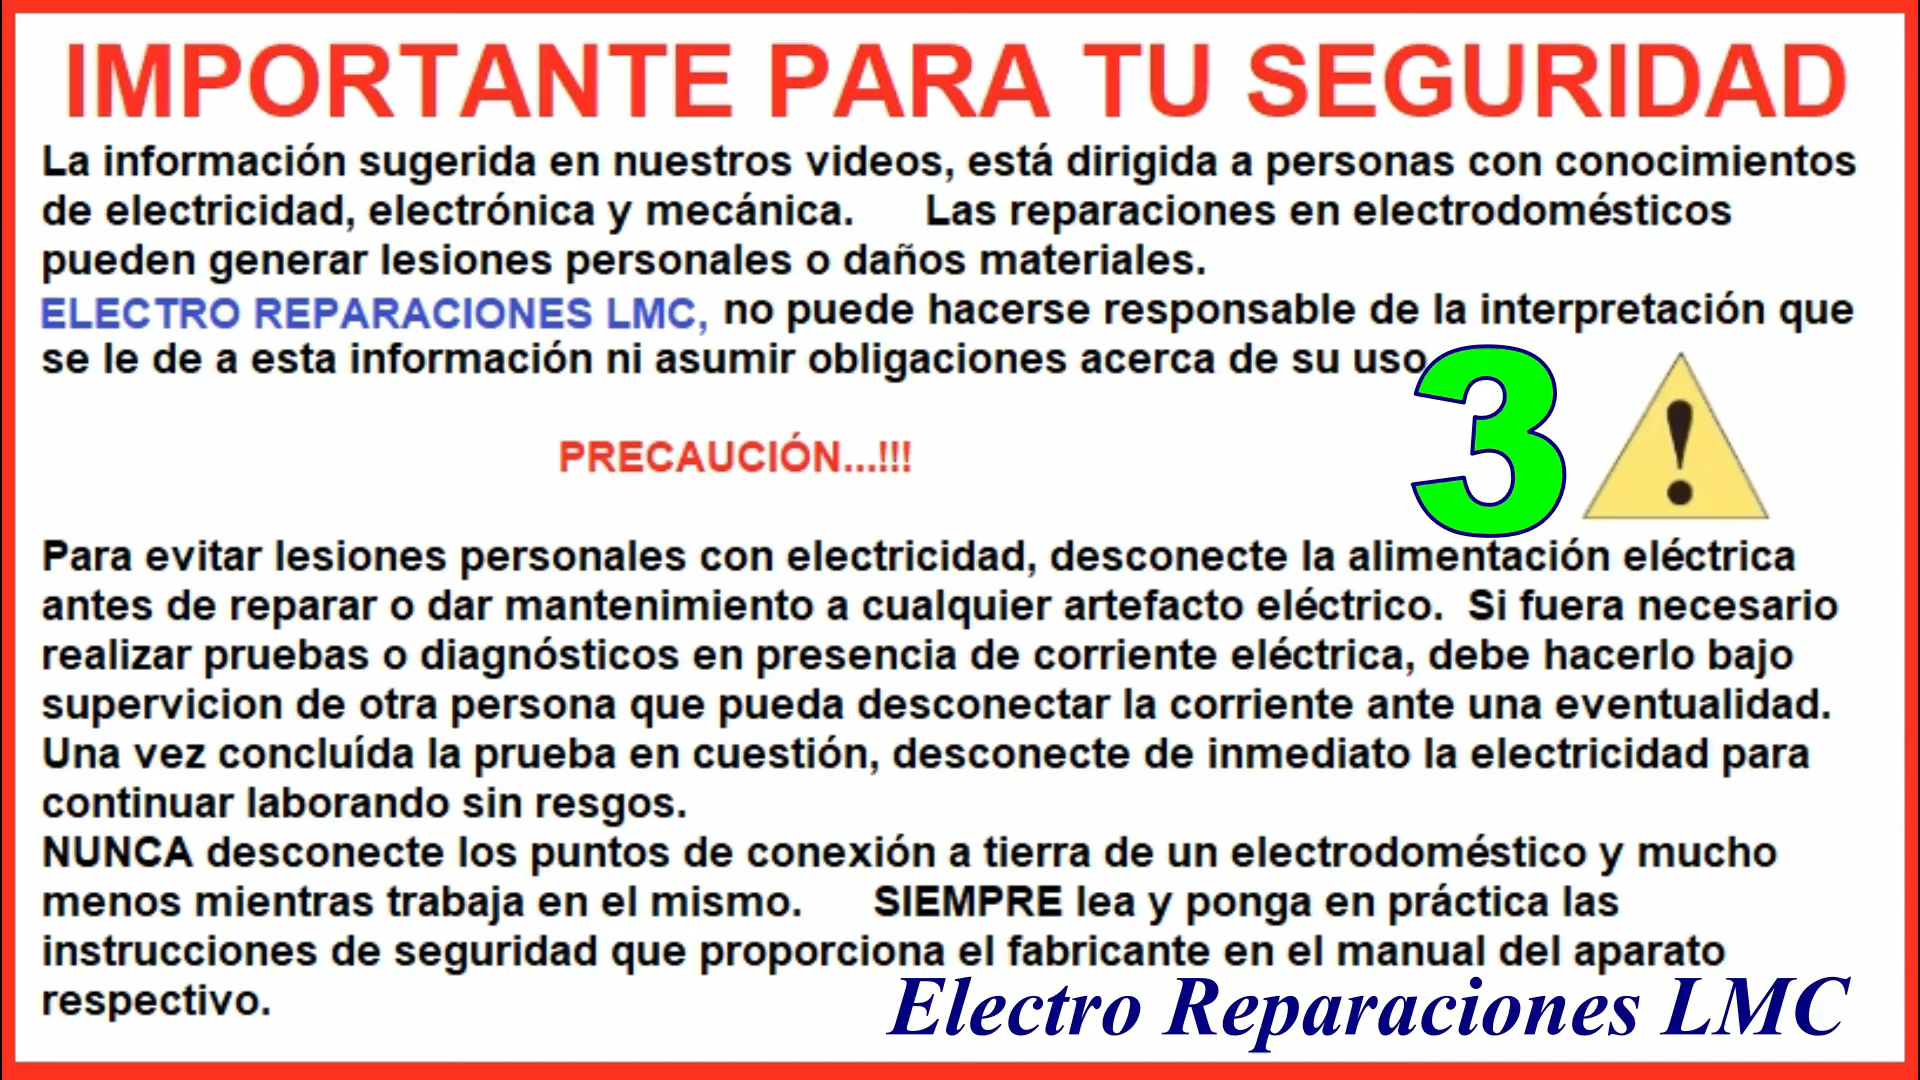 IMPORTANTE PARA TU SEGURIDAD
La información sugerida en nuestros videos, está dirigida a personas con conocimientos
de electricidad, electrónica y mecánica. Las reparaciones en electrodomésticos
pueden generar lesiones personales o daños materiales.
ELECTRO REPARACIONES LMC, no puede hacerse responsable de la interpretación que
se le de a esta información ni asumir obligaciones acerca de su uso
3
!
PRECAUCIÓN...!!!
Para evitar lesiones personales con electricidad, desconecte la alimentación eléctrica
antes de reparar o dar mantenimiento a cualquier artefacto eléctrico. Si fuera necesario
realizar pruebas o diagnósticos en presencia de corriente eléctrica, debe hacerlo bajo
supervicion de otra persona que pueda desconectar la corriente ante una eventualidad.
Una vez concluída la prueba en cuestión, desconecte de inmediato la electricidad para
continuar laborando sin resgos.
NUNCA desconecte los puntos de conexión a tierra de un electrodoméstico y mucho
menos mientras trabaja en el mismo. SIEMPRE lea y ponga en práctica las
instrucciones de seguridad que proporciona el fabricante en el manual del aparato
respectivo.
Electro Reparaciones LMC